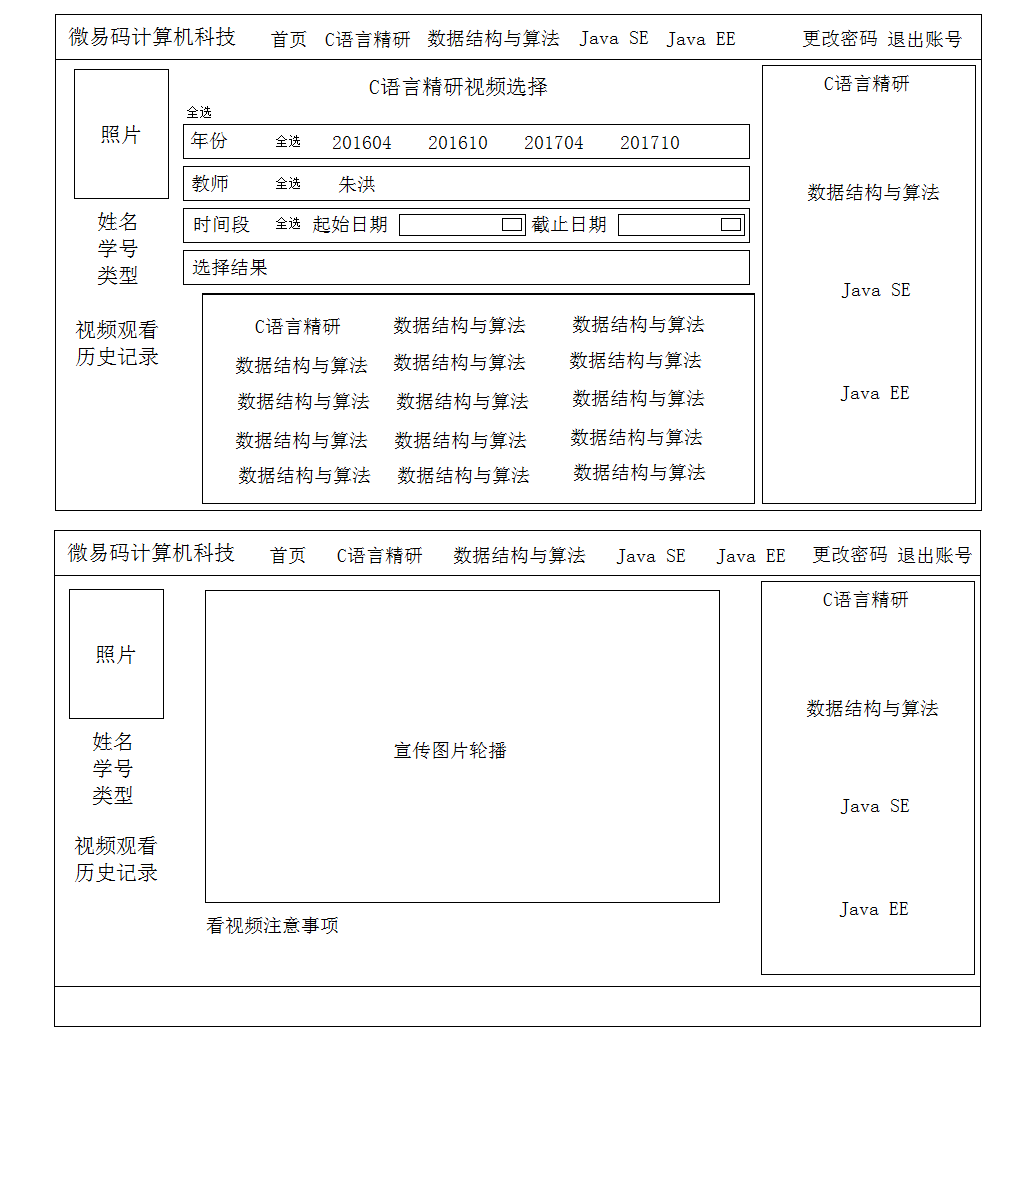 微易码计算机科技 首页 C语言精研 数据结构与算法 Java SE Java EE 更改密码 退出账号
照片
姓名
学号
类型
视频观看
历史记录
C语言精研视频选择
全选
年份 全选 201604 201610 201704 201710
教师 全选 朱洪
时间段 全选 起始日期 截止日期
选择结果
C语言精研 数据结构与算法 数据结构与算法
数据结构与算法 数据结构与算法 数据结构与算法
数据结构与算法 数据结构与算法 数据结构与算法
数据结构与算法 数据结构与算法 数据结构与算法
数据结构与算法 数据结构与算法 数据结构与算法
C语言精研
数据结构与算法
Java SE
Java EE
微易码计算机科技 首页 C语言精研 数据结构与算法 Java SE Java EE 更改密码 退出账号
照片
姓名
学号
类型
视频观看
历史记录
宣传图片轮播
看视频注意事项
C语言精研
数据结构与算法
Java SE
Java EE